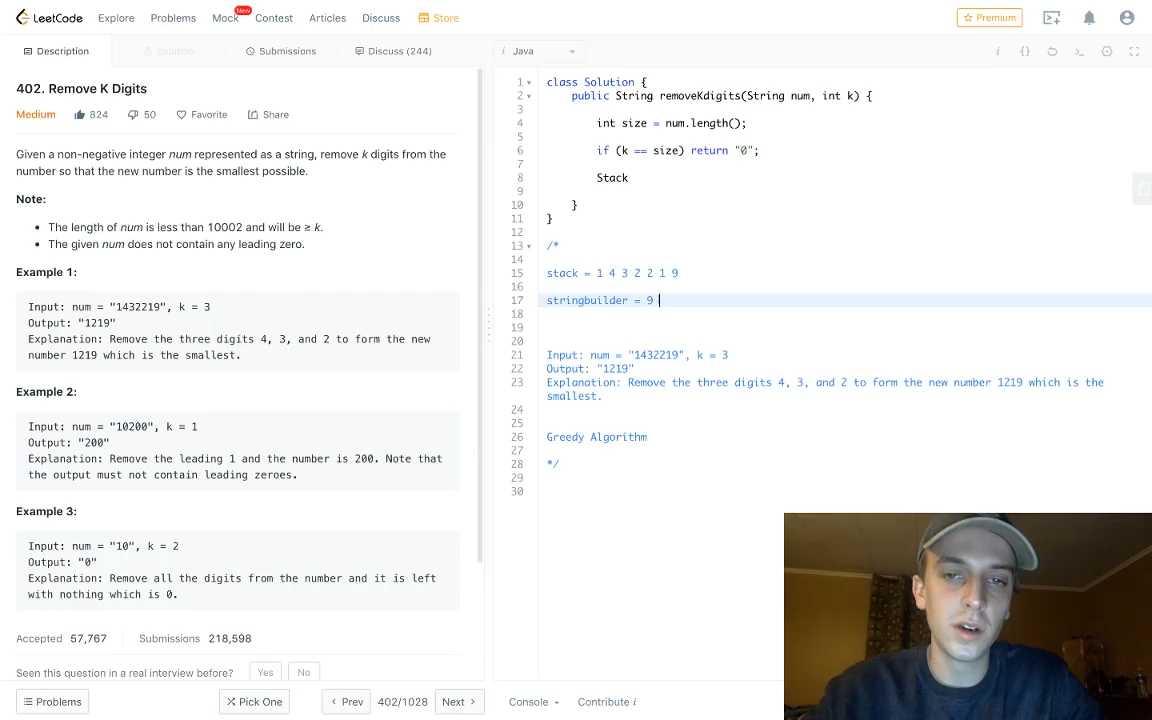 LeetCode
Explore
Problems
Mock
New
Contest
Articles
Discuss
Store
Premium
Description
Solution
Submissions
Discuss (244)
i Java
402. Remove K Digits
Medium 824 50 Favorite Share
Given a non-negative integer num represented as a string, remove k digits from the
number so that the new number is the smallest possible.
Note:
• The length of num is less than 10002 and will be ≥ k.
• The given num does not contain any leading zero.
Example 1:
Input: num = "1432219", k = 3
Output: "1219"
Explanation: Remove the three digits 4, 3, and 2 to form the new
number 1219 which is the smallest.
Example 2:
Input: num = "10200", k = 1
Output: "200"
Explanation: Remove the leading 1 and the number is 200. Note that
the output must not contain leading zeroes.
Example 3:
Input: num = "10", k = 2
Output: "0"
Explanation: Remove all the digits from the number and it is left
with nothing which is 0.
Accepted 57,767 Submissions 218,598
Seen this question in a real interview before? Yes No
Problems
Pick One
Prev
402/1028
Next
1 class Solution {
2 public String removeKdigits(String num, int k) {
3
4 int size = num.length();
5
6 if (k == size) return "0";
7
8 Stack
9
10 }
11 }
12
13 /*
14
15 stack = 1 4 3 2 2 1 9
16
17 stringbuilder = 9
18
19
20
21 Input: num = "1432219", k = 3
22 Output: "1219"
23 Explanation: Remove the three digits 4, 3, and 2 to form the new number 1219 which is the
smallest.
24
25
26 Greedy Algorithm
27
28 */
29
30
Console
Contribute i